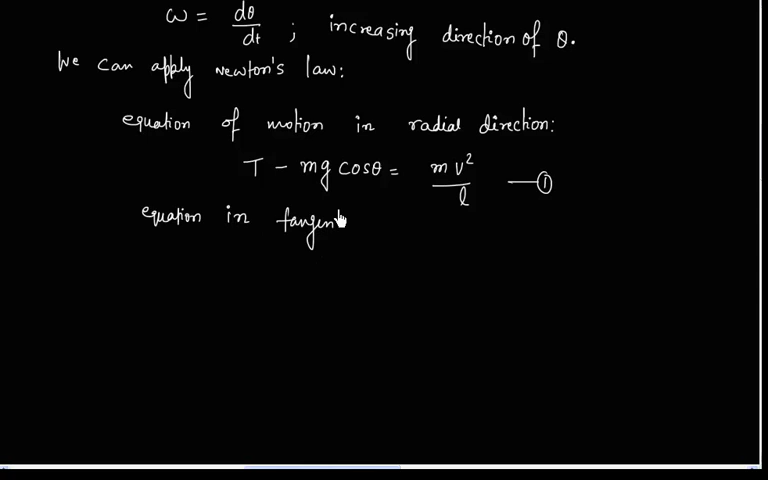 ω = dθ/dt ; increasing direction of θ.
We can apply Newton's law:
equation of motion in radial direction:
T - mg cosθ = mv²/l —①
equation in tangent